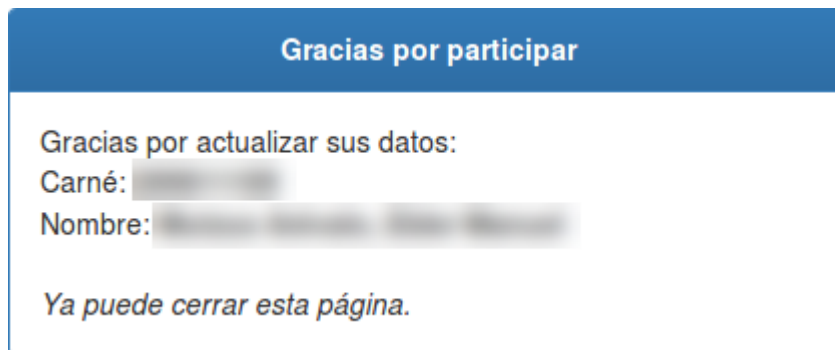 Gracias por participar
Gracias por actualizar sus datos:
Carné:
Nombre:
Ya puede cerrar esta página.